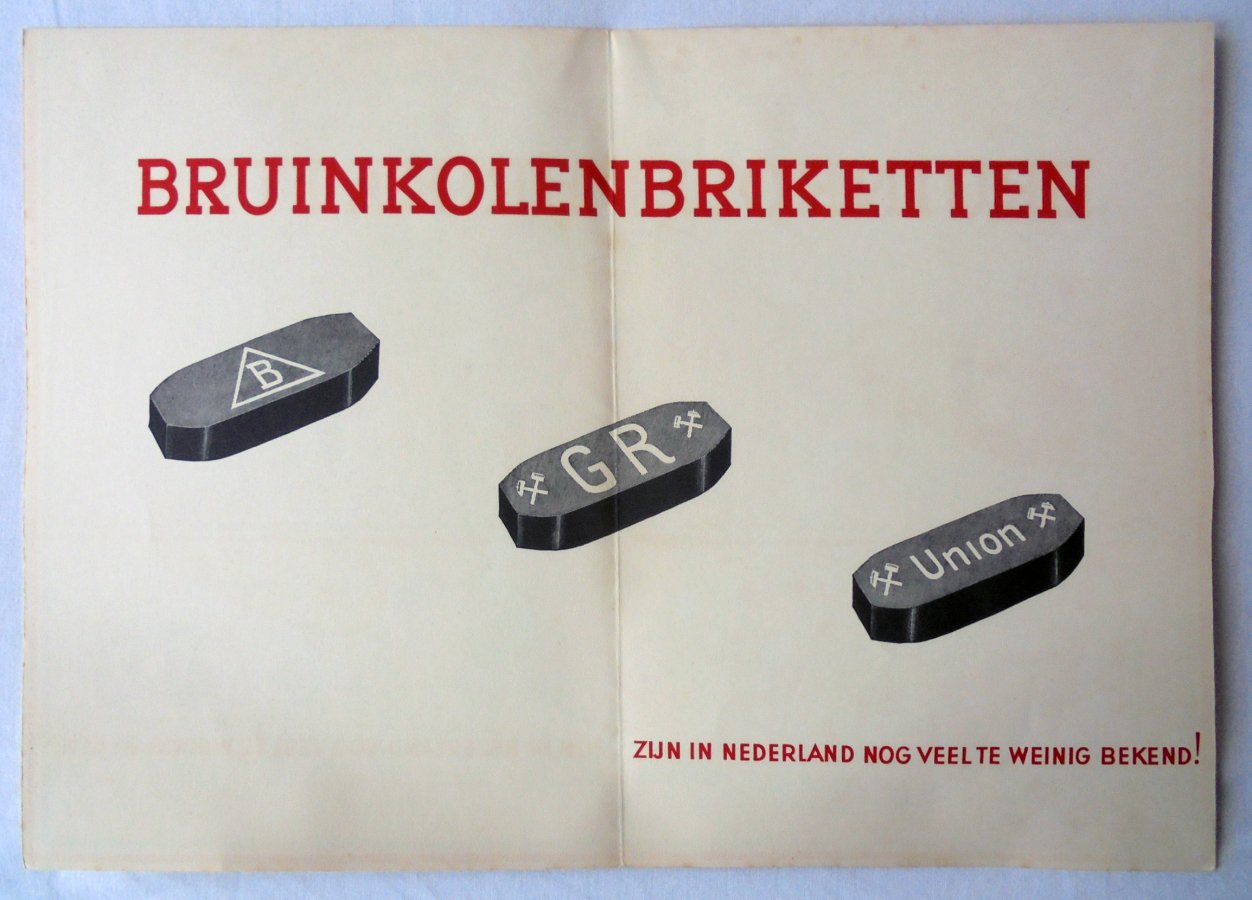 BRUINKOLENBRIKETTEN
B
GR
Union
ZIJN IN NEDERLAND NOG VEEL TE WEINIG BEKEND!